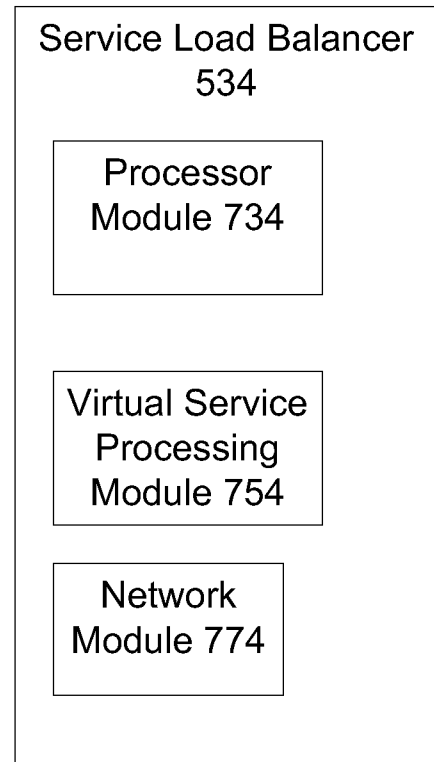 Service Load Balancer
534
Processor
Module 734
Virtual Service
Processing
Module 754
Network
Module 774